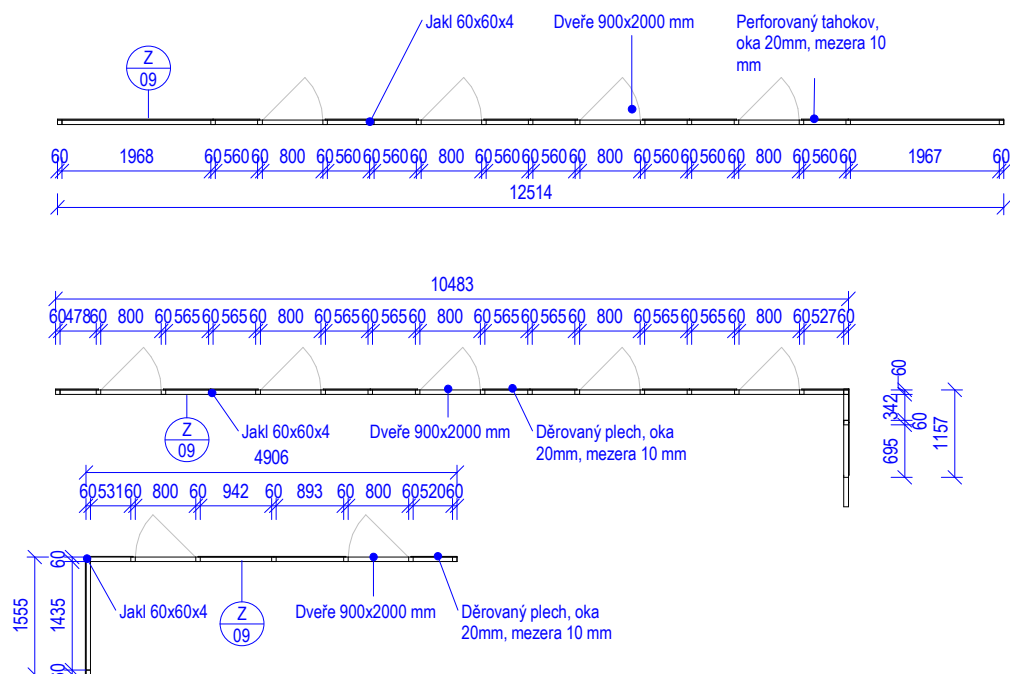 Jakl 60x60x4
Dveře 900x2000 mm
Perforovaný tahokov,
oka 20mm, mezera 10
mm
Z
09
60 1968 60 560 60 800 60 560 60 560 60 800 60 560 60 560 60 800 60 560 60 560 60 800 60 560 60 1967 60
12514
10483
60 478 60 800 60 565 60 565 60 800 60 565 60 565 60 800 60 565 60 565 60 800 60 565 60 565 60 800 60 527 60
60
342
60
695
1157
Z
09
Jakl 60x60x4
Dveře 900x2000 mm
Děrovaný plech, oka
20mm, mezera 10 mm
4906
60 531 60 800 60 942 60 893 60 800 60 520 60
60
1435
1555
Jakl 60x60x4
Z
09
Dveře 900x2000 mm
Děrovaný plech, oka
20mm, mezera 10 mm